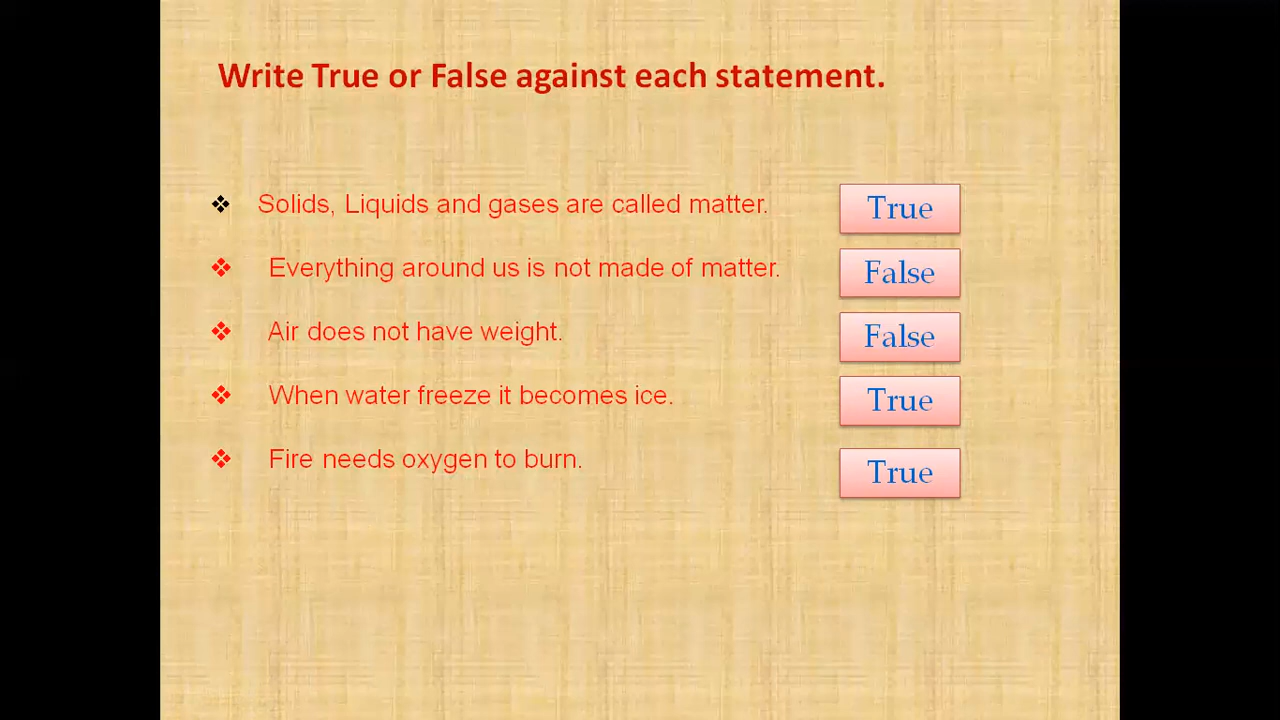 Write True or False against each statement.
Solids, Liquids and gases are called matter. True
Everything around us is not made of matter. False
Air does not have weight. False
When water freeze it becomes ice. True
Fire needs oxygen to burn. True